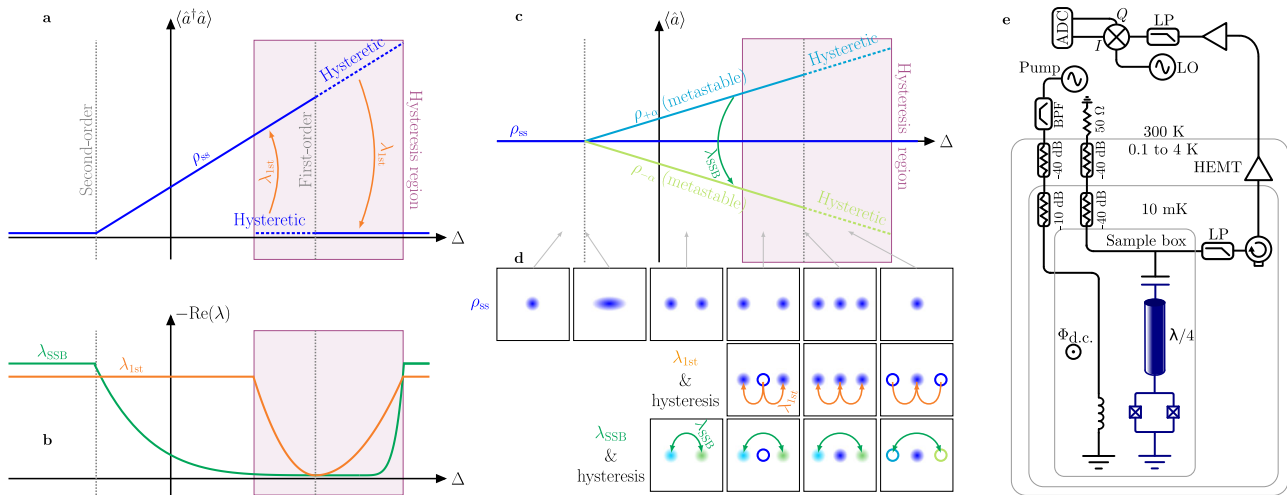 a
⟨â†â⟩
Second-order
ρss
λ1st
First-order
Hysteretic
Hysteretic
λ1st
Hysteresis region
Δ
b
−Re(λ)
λSSB
λ1st
Δ
c
⟨â⟩
ρss
ρ+α (metastable)
ρ−α (metastable)
λSSB
Hysteretic
Hysteretic
Hysteresis
region
Δ
d
ρss
λ1st
&
hysteresis
λ1st
λSSB
&
hysteresis
λSSB
e
ADC
Q
I
LP
LO
Pump
BPF
50 Ω
300 K
0.1 to 4 K
HEMT
-40 dB
-40 dB
-10 dB
-40 dB
10 mK
LP
Sample box
Φd.c.
λ/4